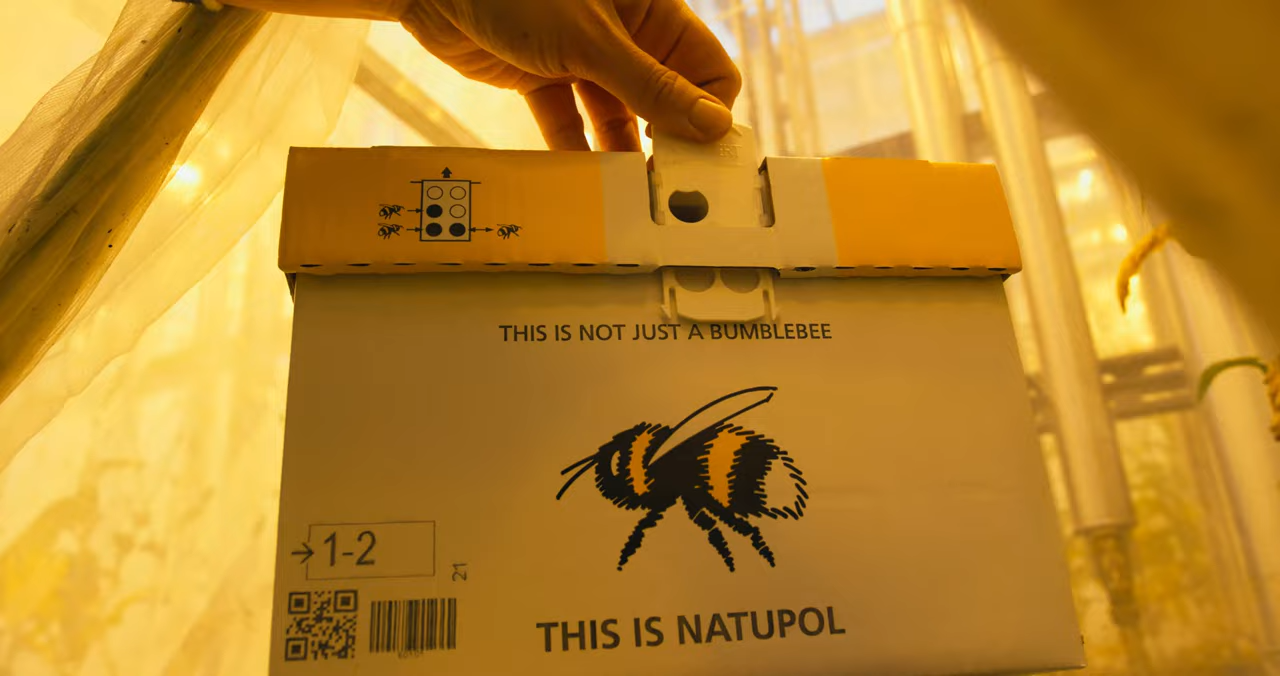 THIS IS NOT JUST A BUMBLEBEE
1-2
21
THIS IS NATUPOL